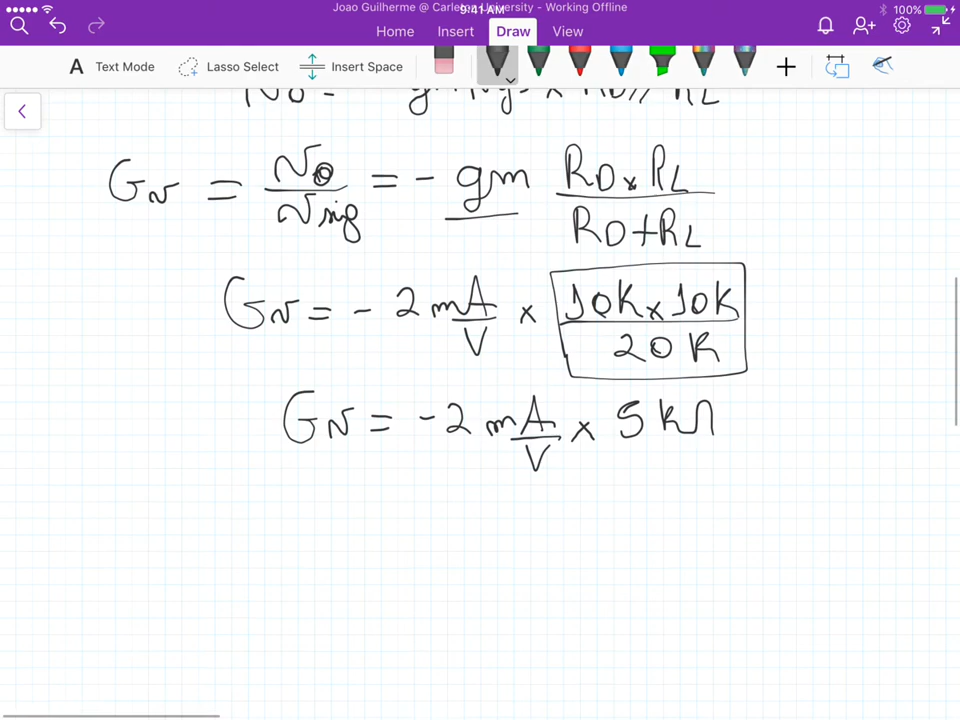 Joao Guilherme @ Carleton University - Working Offline
9:41 AM
100%
Home Insert Draw View
A Text Mode Lasso Select Insert Space
Gv = vo / vsig = - gm RD x RL / RD + RL
Gv = - 2 mA / V x 10K x 10K / 20K
Gv = -2 mA / V x 5 kΩ